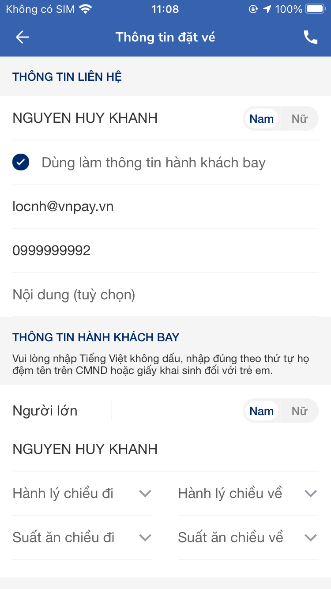 Không có SIM 11:08 100%
Thông tin đặt vé
THÔNG TIN LIÊN HỆ
NGUYEN HUY KHANH Nam Nữ
Dùng làm thông tin hành khách bay
locnh@vnpay.vn
0999999992
Nội dung (tuỳ chọn)
THÔNG TIN HÀNH KHÁCH BAY
Vui lòng nhập Tiếng Việt không dấu, nhập đúng theo thứ tự họ
đệm tên trên CMND hoặc giấy khai sinh đối với trẻ em.
Người lớn Nam Nữ
NGUYEN HUY KHANH
Hành lý chiều đi Hành lý chiều về
Suất ăn chiều đi Suất ăn chiều về